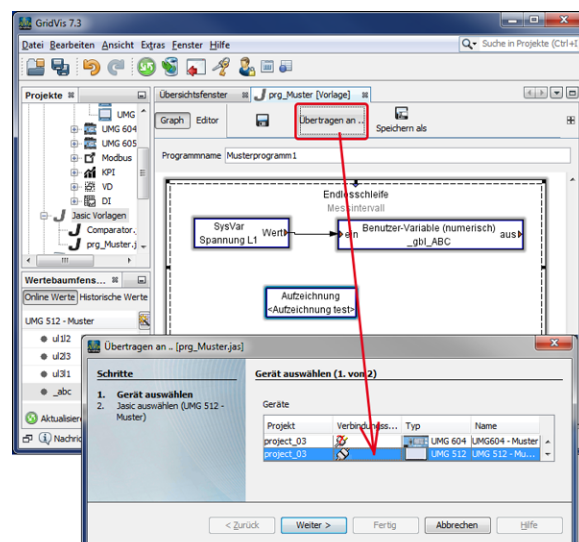 GridVis 7.3
Datei Bearbeiten Ansicht Extras Fenster Hilfe
Suche in Projekte (Ctrl+I
Projekte
Übersichtsfenster
prg_Muster [Vorlage]
UMG
UMG 604
UMG 605
Modbus
KPI
VD
DI
Jasic Vorlagen
Comparator.
prg_Muster.j
Graph Editor
Übertragen an ..
Speichern als
Programmname Musterprogramm1
Endlosschleife
Messintervall
SysVar
Spannung L1
Wert
ein
Benutzer-Variable (numerisch)
_gbl_ABC
aus
Aufzeichnung
<Aufzeichnung test>
Wertebaumfens...
Online Werte Historische Werte
UMG 512 - Muster
ul1l2
ul2l3
ul3l1
_abc
Aktualisier
Nachric
Übertragen an .. [prg_Muster.jas]
Schritte
1. Gerät auswählen
2. Jasic auswählen (UMG 512 -
Muster)
Gerät auswählen (1. von 2)
Geräte
Projekt Verbindungss... Typ Name
project_03 UMG 604 UMG604 - Muster
project_03 UMG 512 UMG 512 - Mu...
< Zurück Weiter > Fertig Abbrechen Hilfe